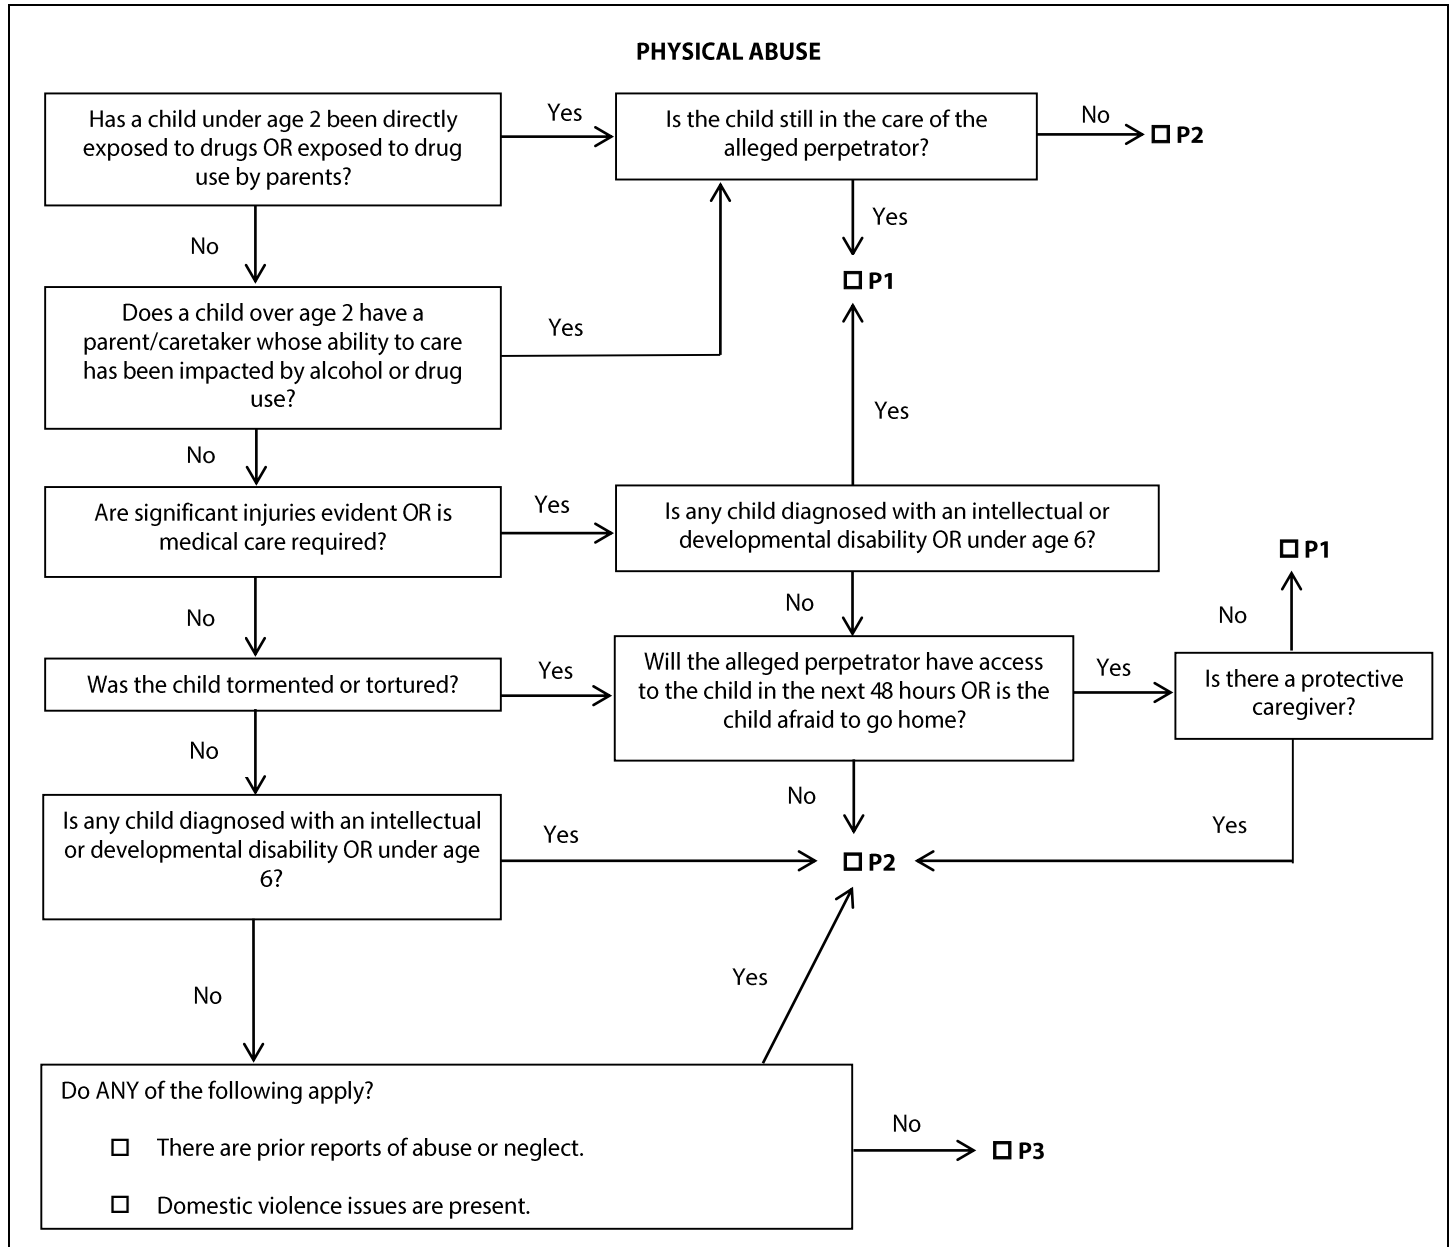 PHYSICAL ABUSE
Has a child under age 2 been directly
exposed to drugs OR exposed to drug
use by parents?
Yes
Is the child still in the care of the
alleged perpetrator?
No
P2
No
Yes
P1
Does a child over age 2 have a
parent/caretaker whose ability to care
has been impacted by alcohol or drug
use?
Yes
Yes
No
Are significant injuries evident OR is
medical care required?
Yes
Is any child diagnosed with an intellectual or
developmental disability OR under age 6?
P1
No
No
No
Was the child tormented or tortured?
Yes
Will the alleged perpetrator have access
to the child in the next 48 hours OR is the
child afraid to go home?
Yes
Is there a protective
caregiver?
No
No
Yes
Is any child diagnosed with an intellectual
or developmental disability OR under age
6?
Yes
P2
No
Yes
Do ANY of the following apply?
There are prior reports of abuse or neglect.
Domestic violence issues are present.
No
P3